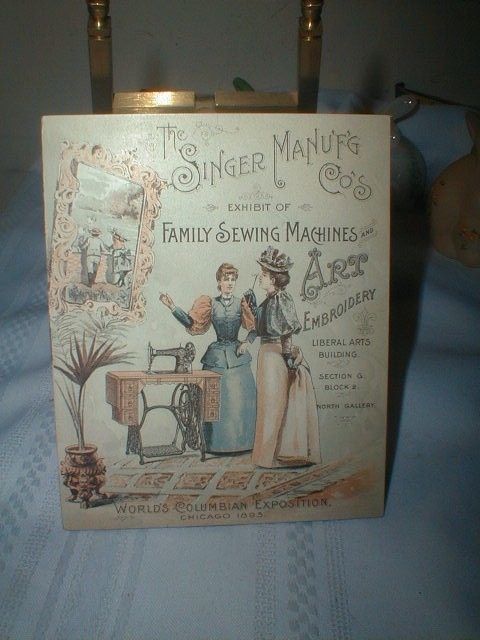 The
Singer Manu'f'g
Co's
EXHIBIT OF
FAMILY SEWING MACHINES AND
ART
EMBROIDERY
LIBERAL ARTS
BUILDING.
SECTION G.
BLOCK 2.
NORTH GALLERY.
WORLD'S COLUMBIAN EXPOSITION.
CHICAGO 1893.